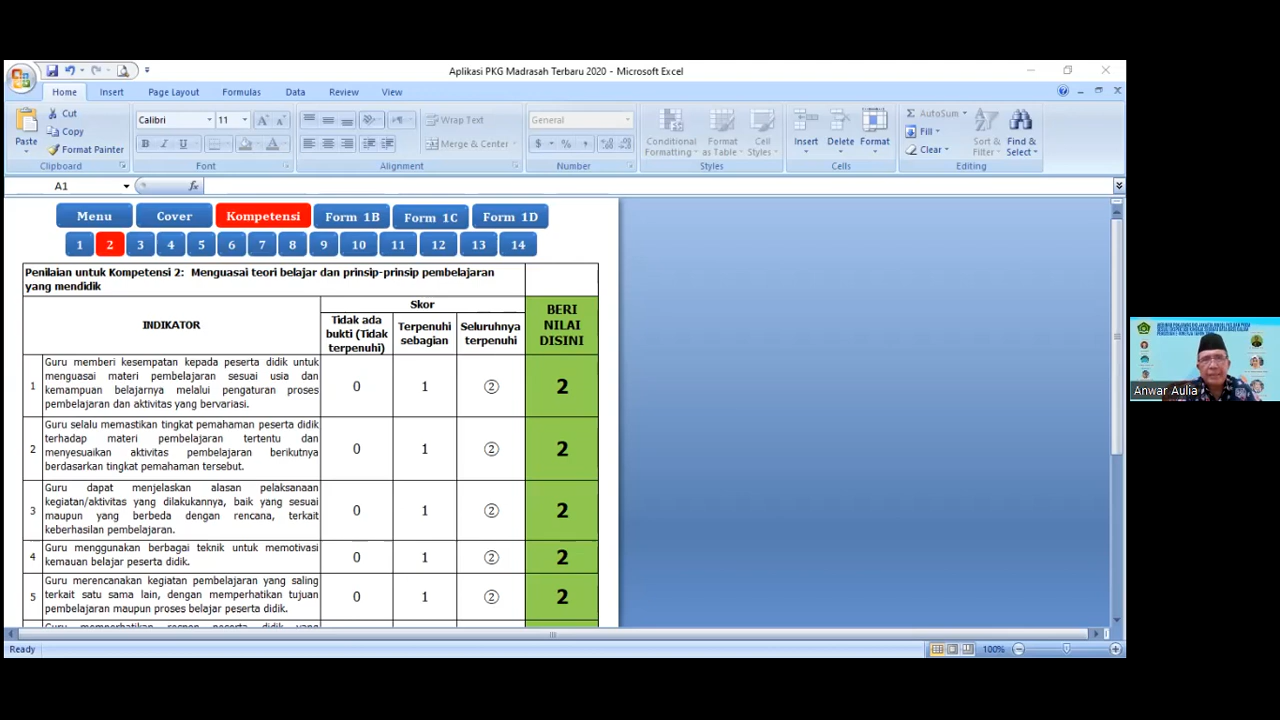 Aplikasi PKG Madrasah Terbaru 2020 - Microsoft Excel
Home Insert Page Layout Formulas Data Review View
Paste
Cut
Copy
Format Painter
Clipboard
Calibri 11
B I U
Font
Wrap Text
Merge & Center
Alignment
General
$ % ,
Number
Conditional Formatting
Format as Table
Cell Styles
Styles
Insert Delete Format
Cells
Σ AutoSum
Fill
Clear
Sort & Filter
Find & Select
Editing
A1
fx
Menu Cover Kompetensi Form 1B Form 1C Form 1D
1 2 3 4 5 6 7 8 9 10 11 12 13 14
Penilaian untuk Kompetensi 2: Menguasai teori belajar dan prinsip-prinsip pembelajaran
yang mendidik
INDIKATOR
Skor
Tidak ada
bukti (Tidak
terpenuhi)
Terpenuhi
sebagian
Seluruhnya
terpenuhi
BERI
NILAI
DISINI
1
Guru memberi kesempatan kepada peserta didik untuk
menguasai materi pembelajaran sesuai usia dan
kemampuan belajarnya melalui pengaturan proses
pembelajaran dan aktivitas yang bervariasi.
0 1 ② 2
2
Guru selalu memastikan tingkat pemahaman peserta didik
terhadap materi pembelajaran tertentu dan
menyesuaikan aktivitas pembelajaran berikutnya
berdasarkan tingkat pemahaman tersebut.
0 1 ② 2
3
Guru dapat menjelaskan alasan pelaksanaan
kegiatan/aktivitas yang dilakukannya, baik yang sesuai
maupun yang berbeda dengan rencana, terkait
keberhasilan pembelajaran.
0 1 ② 2
4
Guru menggunakan berbagai teknik untuk memotivasi
kemauan belajar peserta didik.
0 1 ② 2
5
Guru merencanakan kegiatan pembelajaran yang saling
terkait satu sama lain, dengan memperhatikan tujuan
pembelajaran maupun proses belajar peserta didik.
0 1 ② 2
Guru memperhatikan respon peserta didik yang
Ready
100%
Anwar Aulia